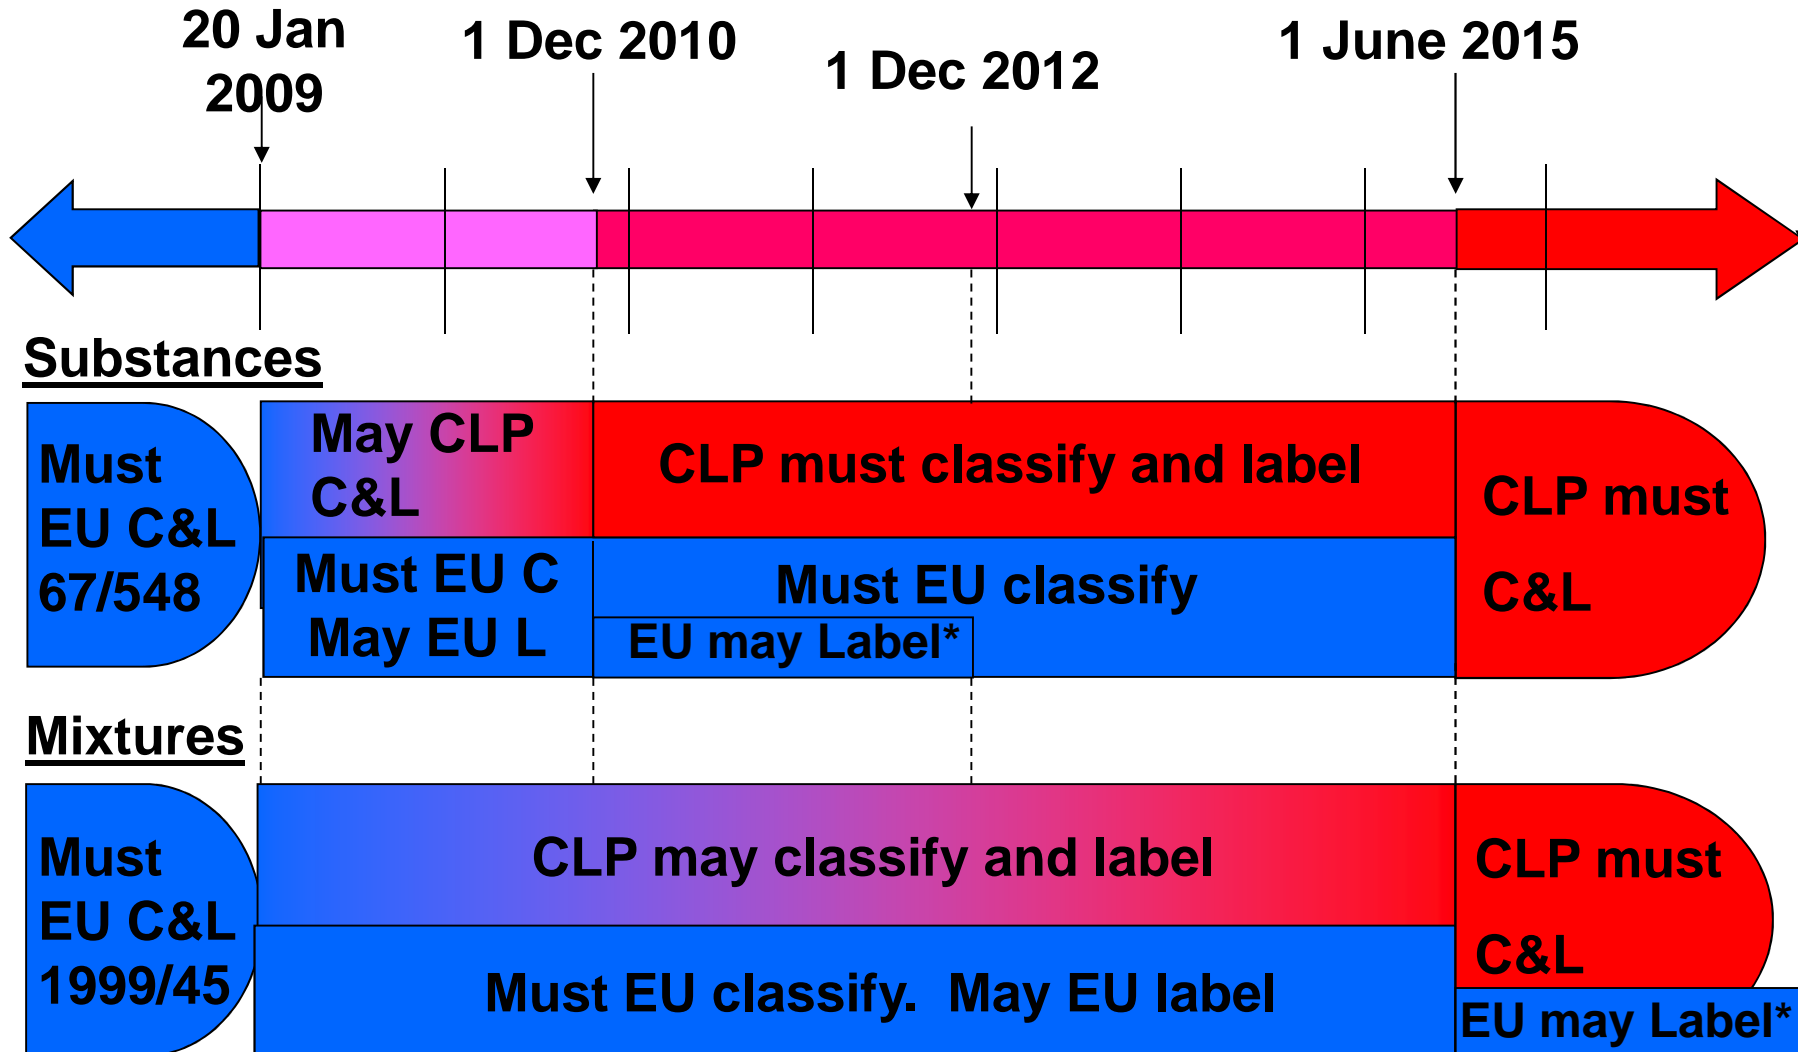 20 Jan
2009
1 Dec 2010
1 Dec 2012
1 June 2015
Substances
Must
EU C&L
67/548
May CLP
C&L
CLP must classify and label
CLP must
C&L
Must EU C
May EU L
Must EU classify
EU may Label*
Mixtures
Must
EU C&L
1999/45
CLP may classify and label
CLP must
C&L
Must EU classify.  May EU label
EU may Label*